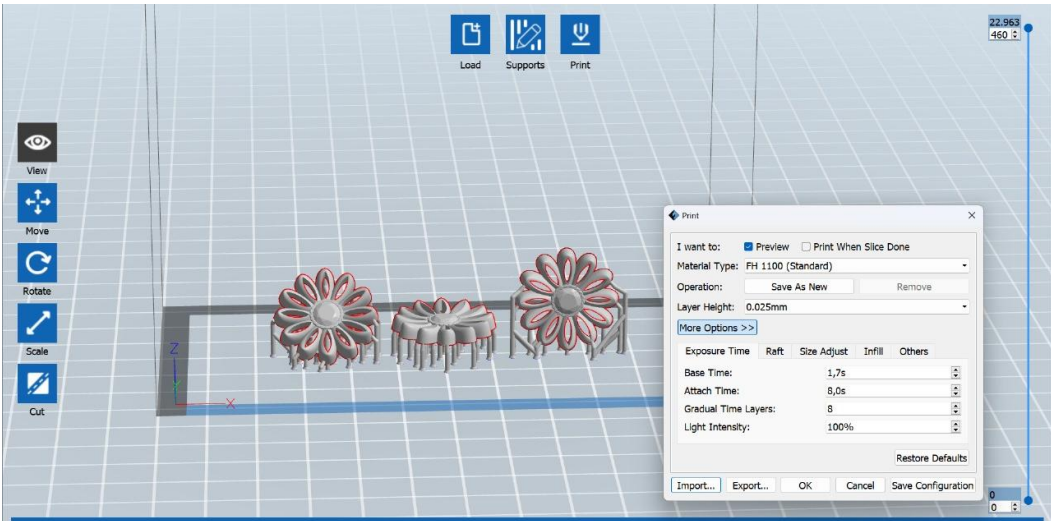 22.963
460
Load Supports Print
View
Move
Rotate
Scale
Cut
Z
Y
X
Print
I want to: Preview Print When Slice Done
Material Type: FH 1100 (Standard)
Operation: Save As New Remove
Layer Height: 0.025mm
More Options >>
Exposure Time Raft Size Adjust Infill Others
Base Time: 1,7s
Attach Time: 8,0s
Gradual Time Layers: 8
Light Intensity: 100%
Restore Defaults
Import... Export... OK Cancel Save Configuration
0
0